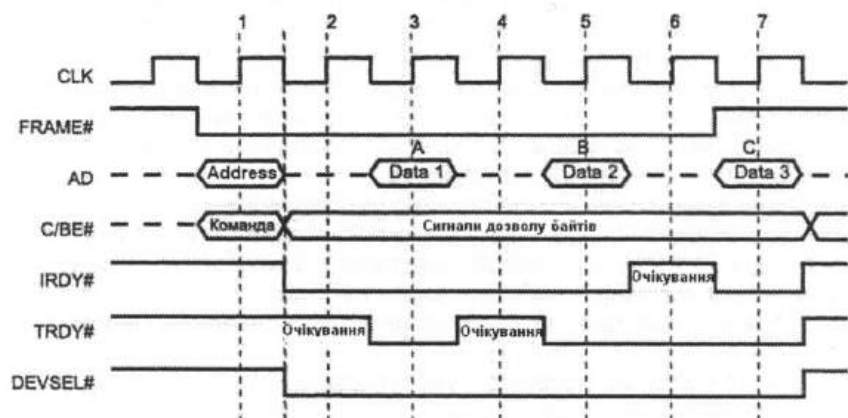 1 2 3 4 5 6 7
CLK
FRAME#
A B C
AD Address Data 1 Data 2 Data 3
C/BE# Команда Сигнали дозволу байтів
IRDY# Очікування
TRDY# Очікування Очікування
DEVSEL#